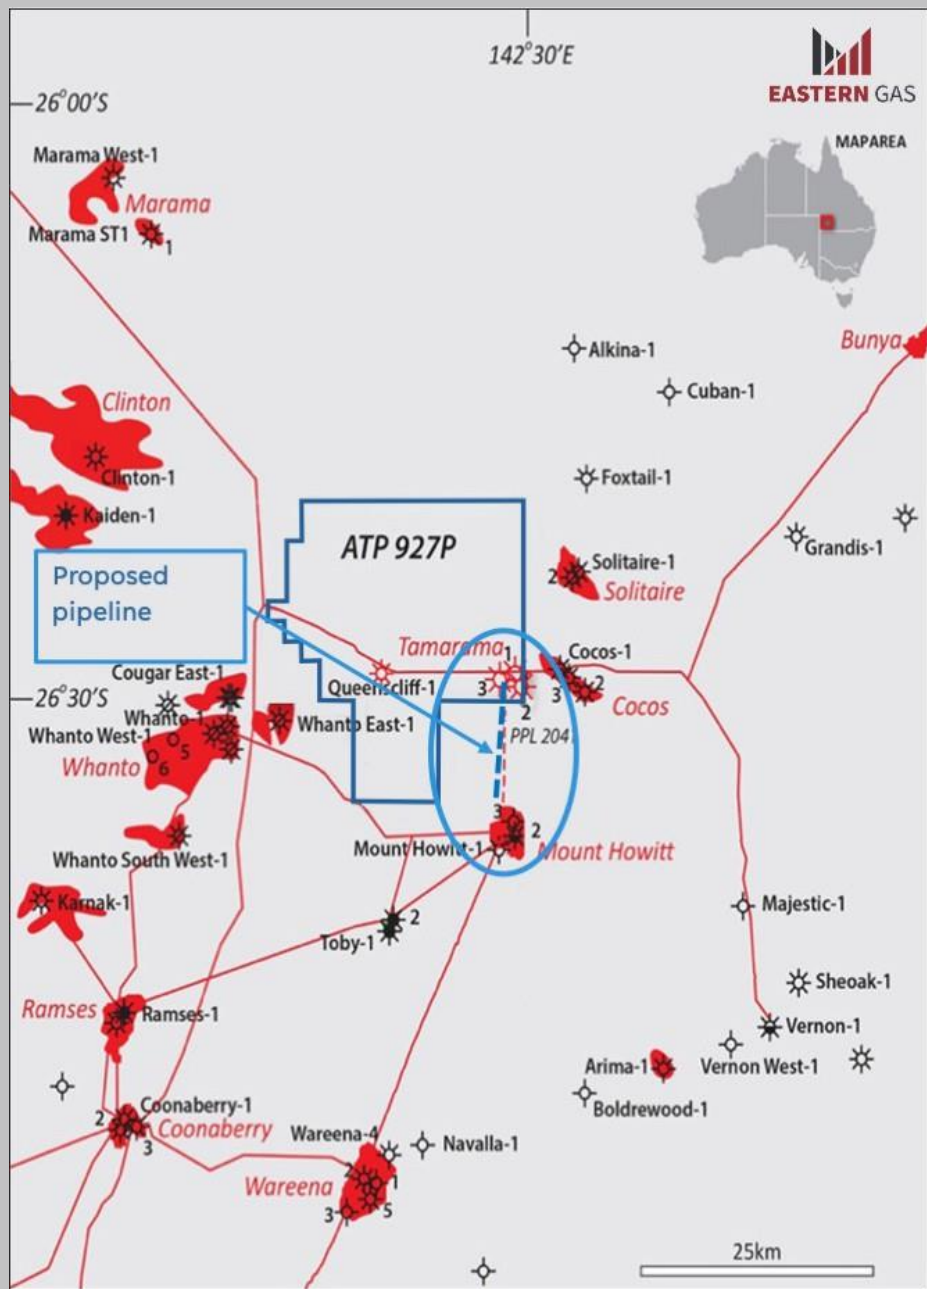 142°30'E
EASTERN GAS
26°00'S
MAPAREA
Marama West-1
Marama
Marama ST1
1
Alkina-1
Bunya
Cuban-1
Clinton
Clinton-1
Foxtail-1
Kaiden-1
Grandis-1
ATP 927P
Solitaire-1
2
Solitaire
Proposed
pipeline
Tamarama
1
Cocos-1
Cougar East-1
Queenscliff-1
3
2
3
2
26°30'S
Cocos
Whanto-1
Whanto East-1
Whanto West-1
5
PPL 204
Whanto
6
3
2
Mount Howitt-1
Mount Howitt
Whanto South West-1
Karnak-1
2
Majestic-1
Toby-1
Sheoak-1
Ramses
Ramses-1
Vernon-1
Arima-1
Vernon West-1
Boldrewood-1
Coonaberry-1
2
Coonaberry
3
Wareena-4
Navalla-1
2
1
Wareena
5
3
25km